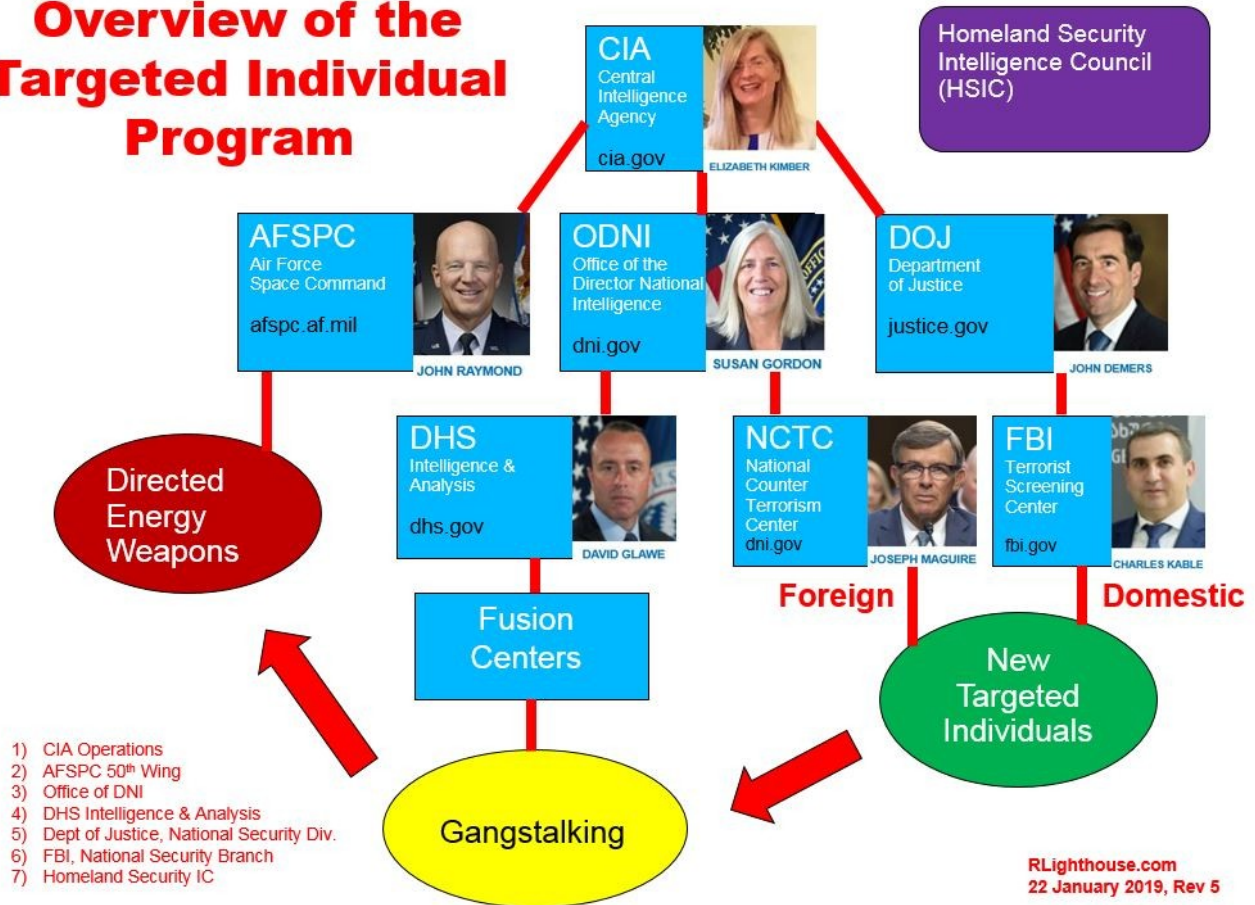 Overview of the
Targeted Individual
Program
CIA
Central
Intelligence
Agency
cia.gov
ELIZABETH KIMBER
Homeland Security
Intelligence Council
(HSIC)
AFSPC
Air Force
Space Command
afspc.af.mil
JOHN RAYMOND
ODNI
Office of the
Director National
Intelligence
dni.gov
SUSAN GORDON
DOJ
Department
of Justice
justice.gov
JOHN DEMERS
Directed
Energy
Weapons
DHS
Intelligence &
Analysis
dhs.gov
DAVID GLAWE
NCTC
National
Counter
Terrorism
Center
dni.gov
JOSEPH MAGUIRE
FBI
Terrorist
Screening
Center
fbi.gov
CHARLES KABLE
Foreign
Domestic
Fusion
Centers
New
Targeted
Individuals
Gangstalking
1) CIA Operations
2) AFSPC 50th Wing
3) Office of DNI
4) DHS Intelligence & Analysis
5) Dept of Justice, National Security Div.
6) FBI, National Security Branch
7) Homeland Security IC
RLighthouse.com
22 January 2019, Rev 5